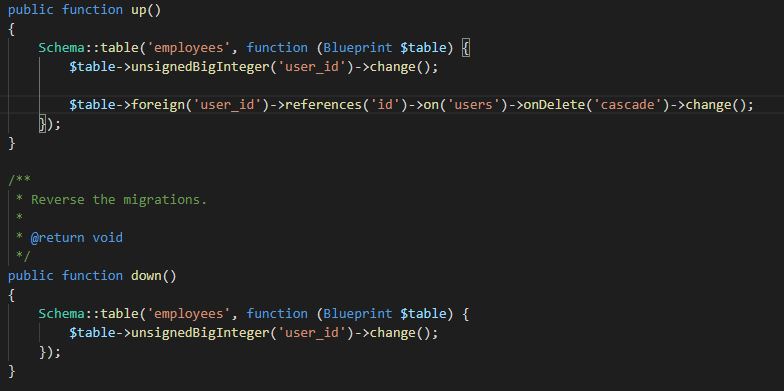 public function up()
{
    Schema::table('employees', function (Blueprint $table) {
        $table->unsignedBigInteger('user_id')->change();

        $table->foreign('user_id')->references('id')->on('users')->onDelete('cascade')->change();
    });
}

/**
 * Reverse the migrations.
 *
 * @return void
 */
public function down()
{
    Schema::table('employees', function (Blueprint $table) {
        $table->unsignedBigInteger('user_id')->change();
    });
}